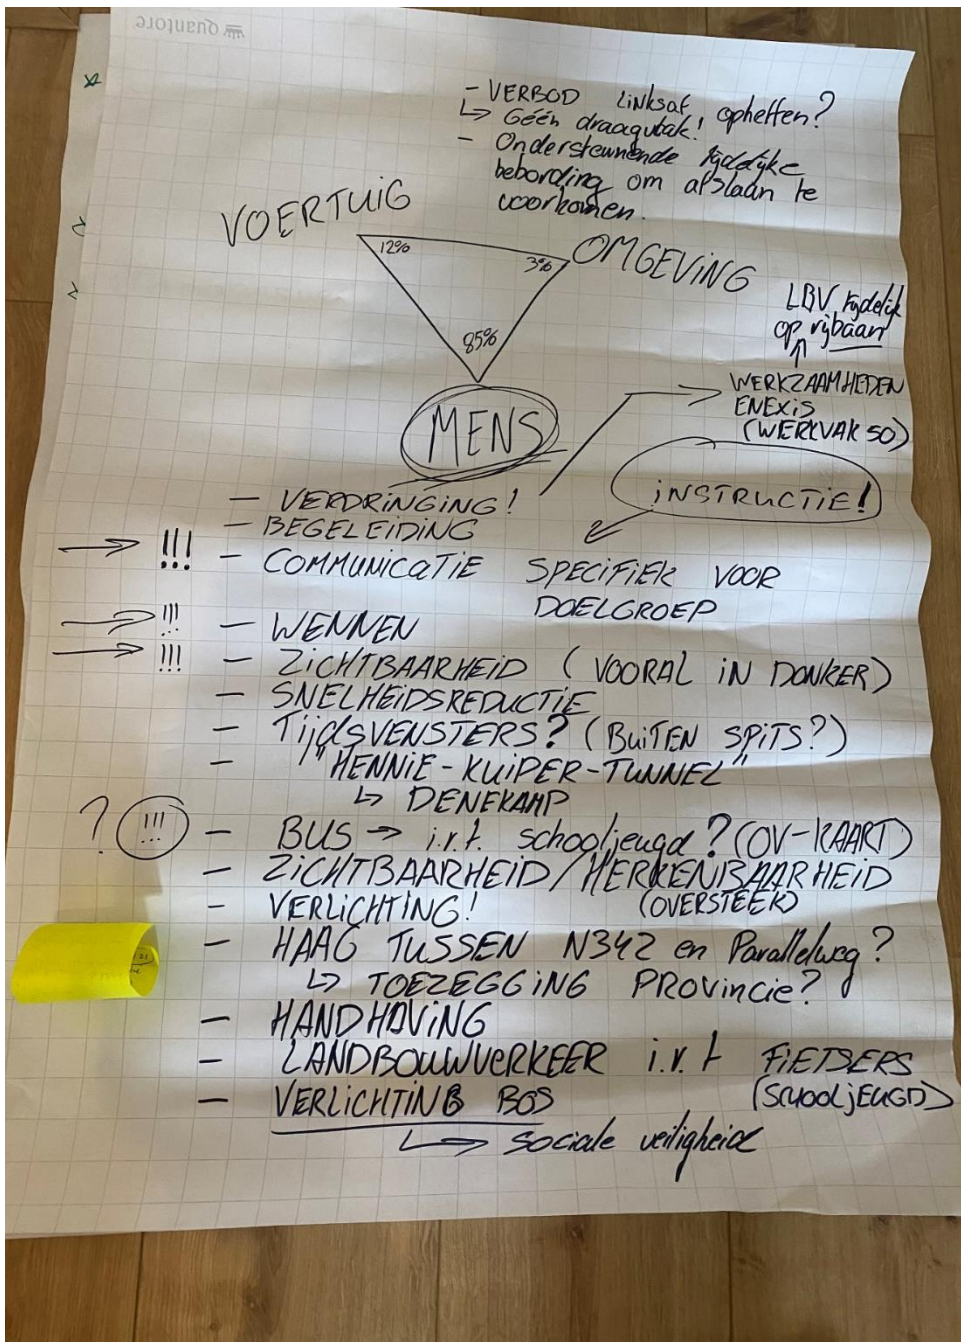 quantore
- VERBOD linksaf opheffen?
↳ Géén draagvlak!
- Ondersteunende tijdelijke
bebording om afslaan te
voorkomen.
VOERTUIG
12%
3%
OMGEVING
85%
MENS
LBV tijdelijk
op rijbaan
↑
WERKZAAMHEDEN
ENEXIS
(WERKVAK 50)
INSTRUCTIE!
- VERDRINGING!
- BEGELEIDING
→ !!! - COMMUNICATIE SPECIFIEK VOOR
DOELGROEP
→ !!! - WENNEN
→ !!! - ZICHTBAARHEID (VOORAL IN DONKER)
- SNELHEIDSREDUCTIE
- TIJDSVENSTERS? (BUITEN SPITS?)
- "HENNIE-KUIPER-TUNNEL"
↳ DENEKAMP
? !!! - BUS → i.r.t. schooljeugd? (OV-KAART)
- ZICHTBAARHEID/HERKENBAARHEID
(OVERSTEEK)
- VERLICHTING!
- HAAG TUSSEN N342 en Parallelweg?
↳ TOEZEGGING PROVINCIE?
- HANDHAVING
- LANDBOUWVERKEER i.r.t FIETSERS
(SCHOOLJEUGD)
- VERLICHTING BOS
↳ Sociale veiligheid